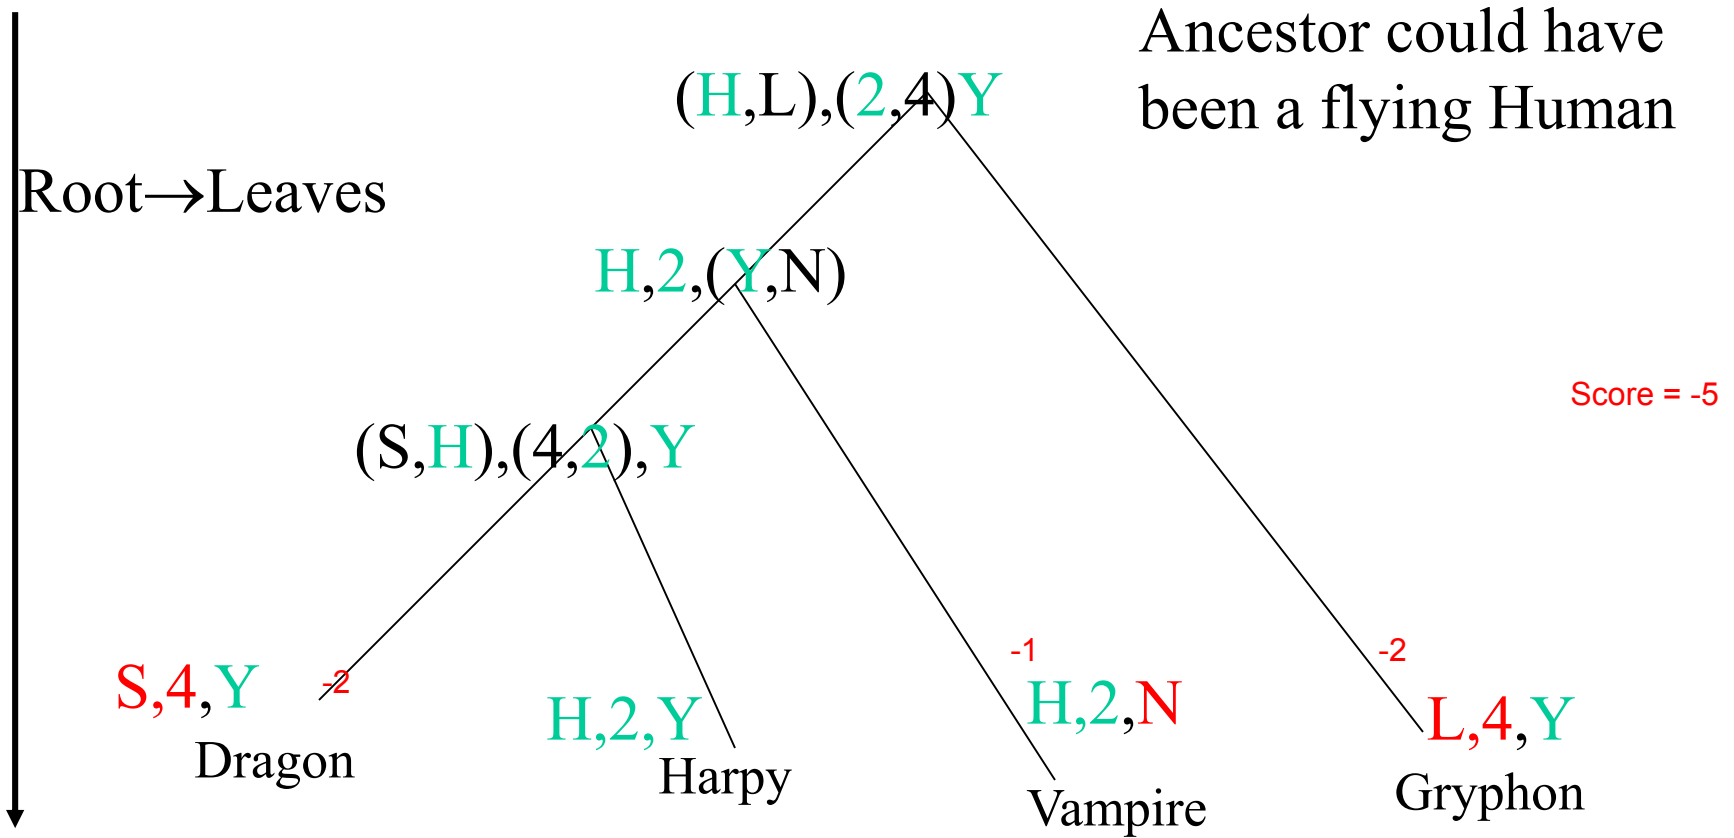 Ancestor could have
been a flying Human
(H,L),(2,4)Y
Root→Leaves
H,2,(Y,N)
Score = -5
(S,H),(4,2),Y
-1
-2
S,4,Y
-2
H,2,Y
H,2,N
L,4,Y
Dragon
Harpy
Vampire
Gryphon